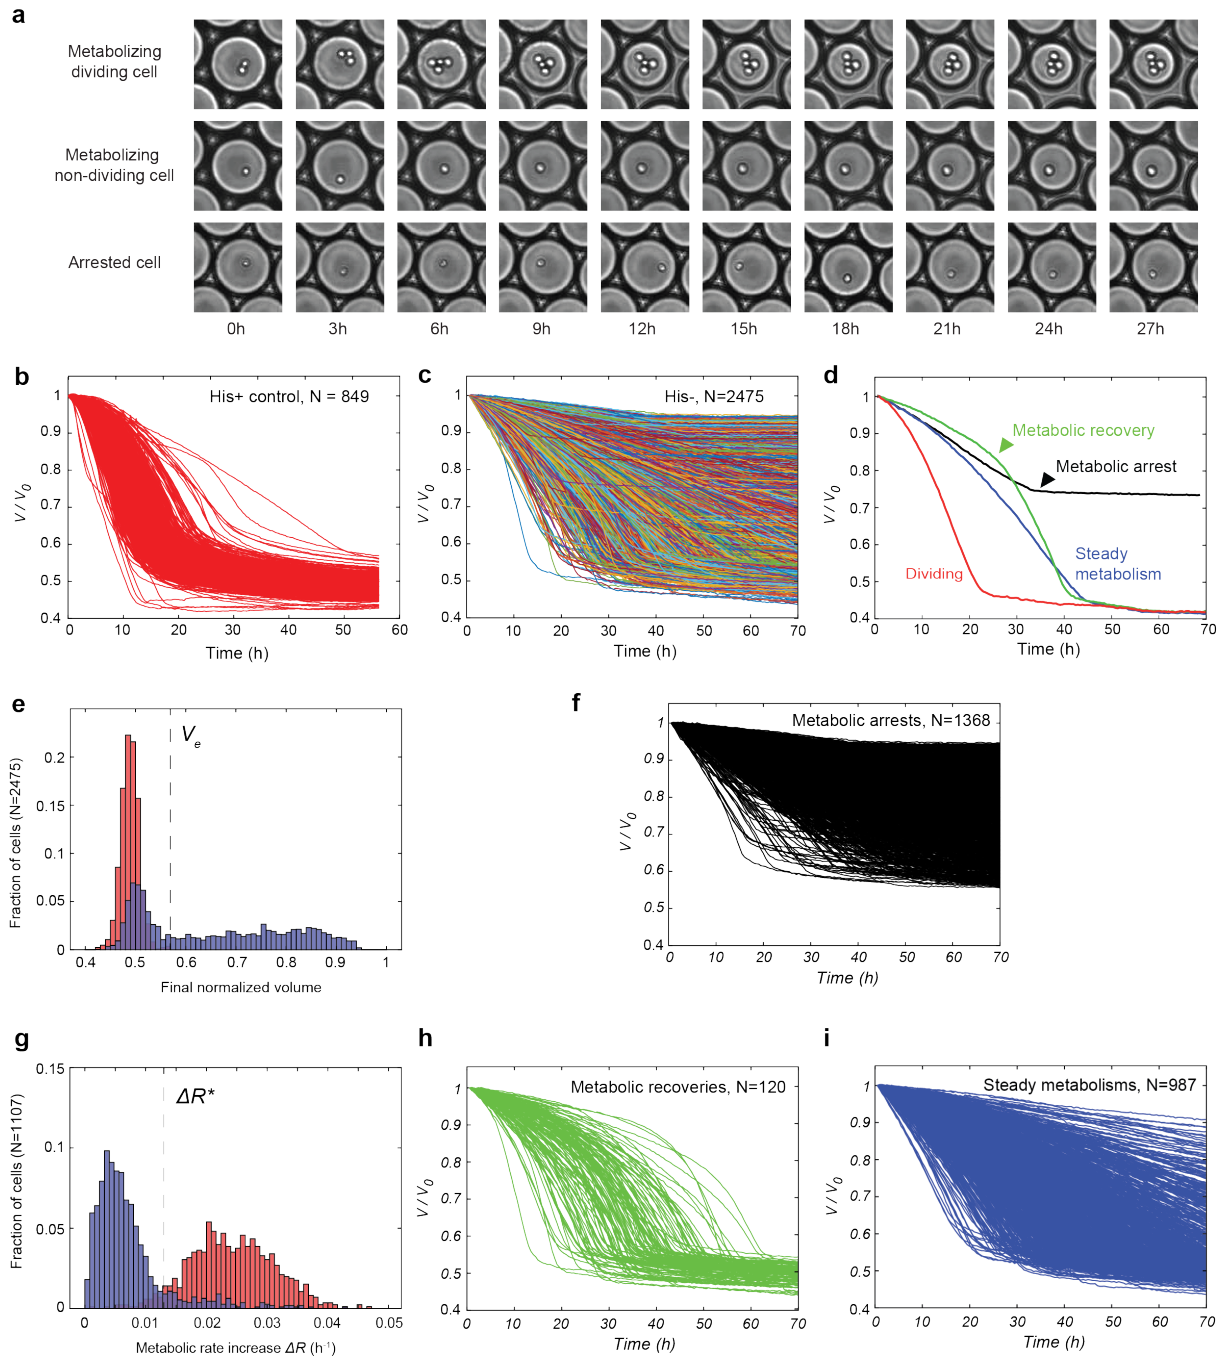 a
Metabolizing
dividing cell
Metabolizing
non-dividing cell
Arrested cell
0h 3h 6h 9h 12h 15h 18h 21h 24h 27h
b
His+ control, N = 849
1
0.9
0.8
0.7
0.6
0.5
0.4
V / V0
0 10 20 30 40 50 60
Time (h)
c
His-, N=2475
1
0.9
0.8
0.7
0.6
0.5
0.4
V / V0
0 10 20 30 40 50 60 70
Time (h)
d
Metabolic recovery
Metabolic arrest
Steady
metabolism
Dividing
1
0.9
0.8
0.7
0.6
0.5
0.4
V / V0
0 10 20 30 40 50 60 70
Time (h)
e
Ve
0.2
0.15
0.1
0.05
0
Fraction of cells (N=2475)
0.4 0.5 0.6 0.7 0.8 0.9 1
Final normalized volume
f
Metabolic arrests, N=1368
1
0.9
0.8
0.7
0.6
0.5
0.4
V / V0
0 10 20 30 40 50 60 70
Time (h)
g
ΔR*
0.15
0.1
0.05
0
Fraction of cells (N=1107)
0 0.01 0.02 0.03 0.04 0.05
Metabolic rate increase ΔR (h-1)
h
Metabolic recoveries, N=120
1
0.9
0.8
0.7
0.6
0.5
0.4
V / V0
0 10 20 30 40 50 60 70
Time (h)
i
Steady metabolisms, N=987
1
0.9
0.8
0.7
0.6
0.5
0.4
V / V0
0 10 20 30 40 50 60 70
Time (h)